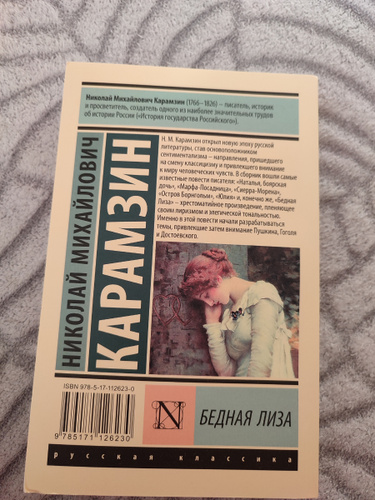 Николай Михайлович Карамзин (1766–1826) – писатель, историк
и просветитель, создатель одного из наиболее значительных трудов
об истории России («История государства Российского»).
НИКОЛАЙ МИХАЙЛОВИЧ
КАРАМЗИН
Н. М. Карамзин открыл новую эпоху русской
литературы, став основоположником
сентиментализма – направления, пришедшего
на смену классицизму и привлекшего внимание
к миру человеческих чувств. В сборник вошли самые
известные повести писателя: «Наталья, боярская
дочь», «Марфа-Посадница», «Сиерра-Морена»,
«Остров Борнгольм», «Юлия» и, конечно же, «Бедная
Лиза» – хрестоматийное произведение, пленяющее
своим лиризмом и элегической тональностью.
Именно в этой повести начали разрабатываться
темы, привлекшие затем внимание Пушкина, Гоголя
и Достоевского.
ISBN 978-5-17-112623-0
9 785171 126230
N
БЕДНАЯ ЛИЗА
русская классика